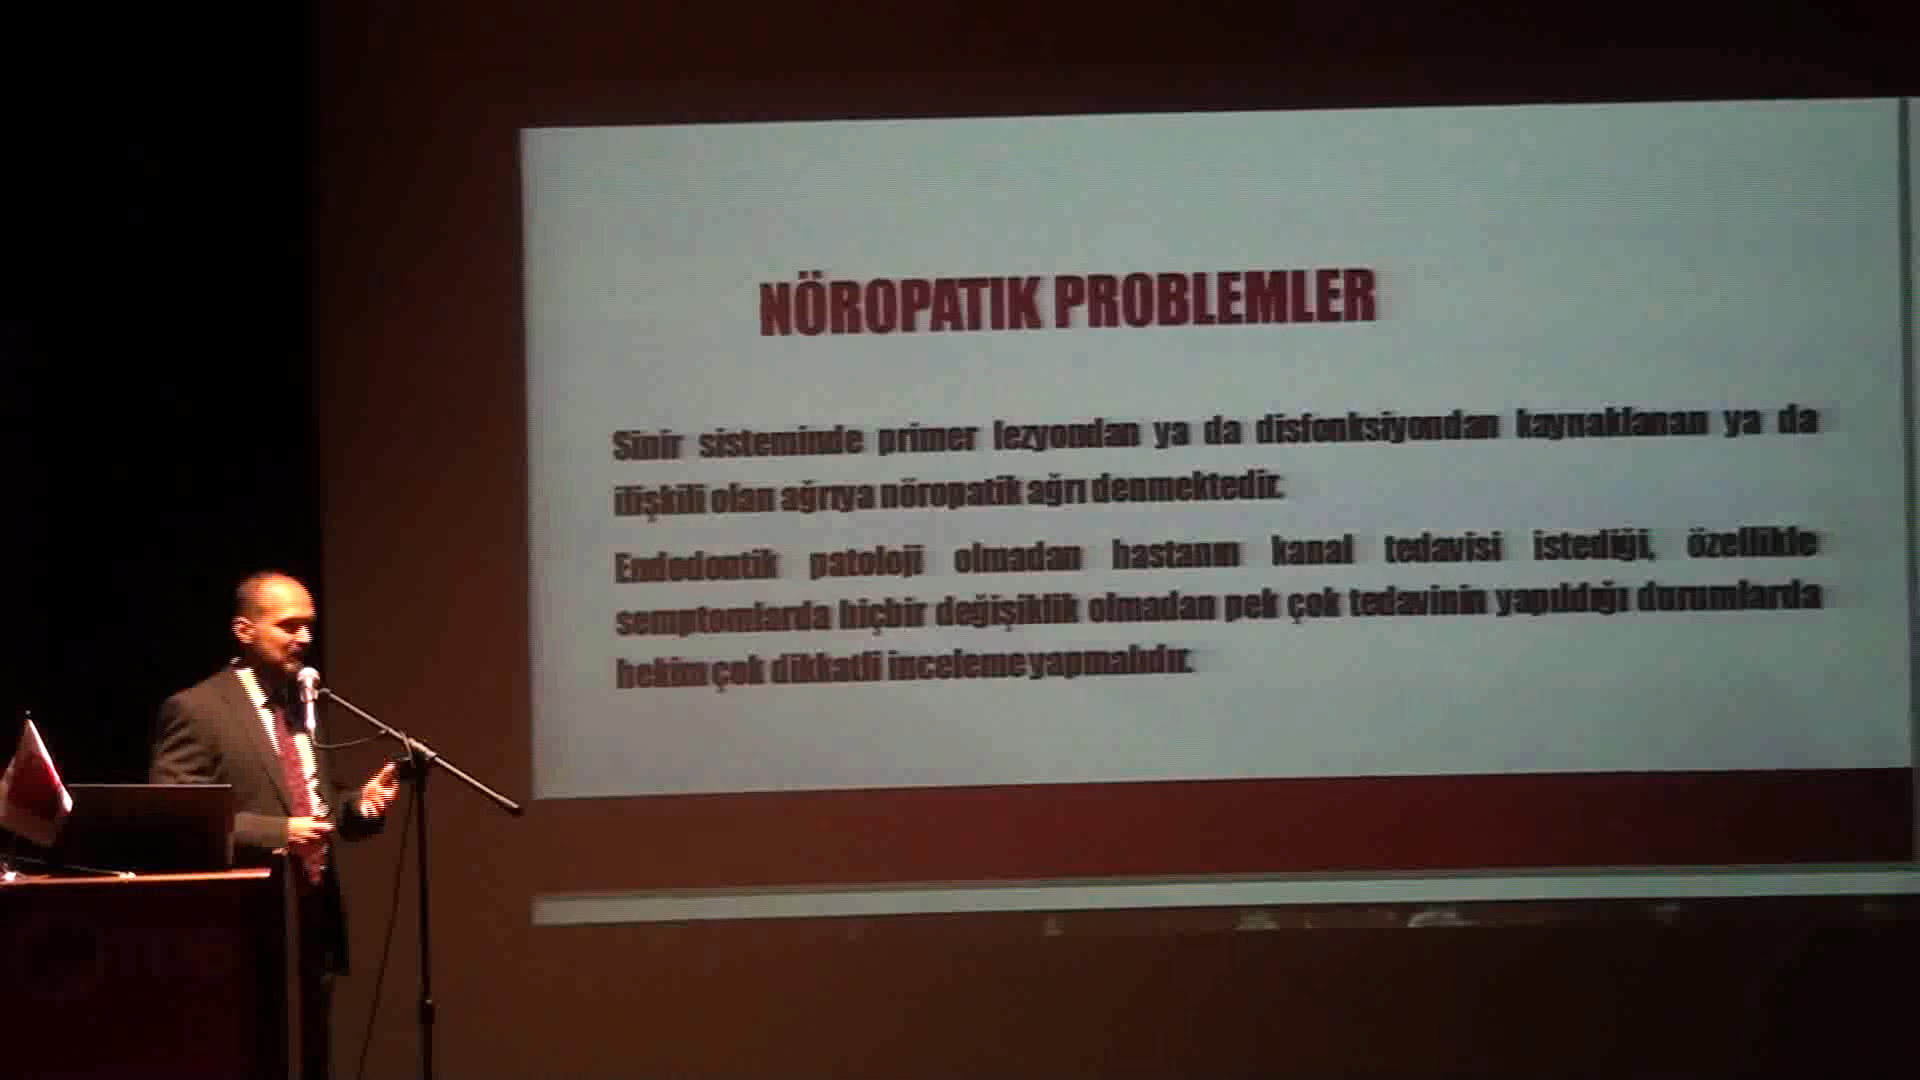 NÖROPATIK PROBLEMLER
Sinir sisteminde primer lezyondan ya da disfonksiyondan kaynaklanan ya da
ilişkili olan ağrıya nöropatik ağrı denmektedir.
Endodontik patoloji olmadan hastanın kanal tedavisi istediği, özellikle
semptomlarda hiçbir değişiklik olmadan pek çok tedavinin yapıldığı durumlarda
hekim çok dikkatli inceleme yapmalıdır.